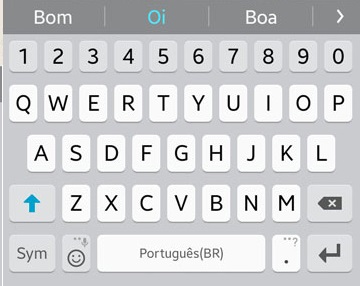 Bom Oi Boa >
1 2 3 4 5 6 7 8 9 0
Q W E R T Y U I O P
A S D F G H J K L
Z X C V B N M
Sym Português(BR) . ?